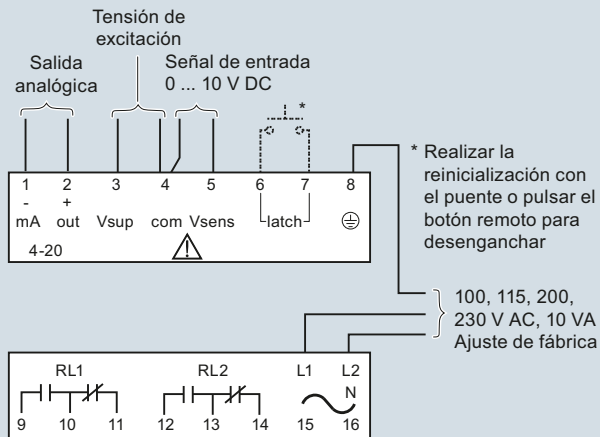 Tensión de
excitación
Salida
analógica
Señal de entrada
0 ... 10 V DC
*
1 2 3 4 5 6 7 8
- +
mA out Vsup com Vsens latch
4-20
* Realizar la
reinicialización con
el puente o pulsar el
botón remoto para
desenganchar
100, 115, 200,
230 V AC, 10 VA
Ajuste de fábrica
RL1 RL2 L1 L2
N
9 10 11 12 13 14 15 16